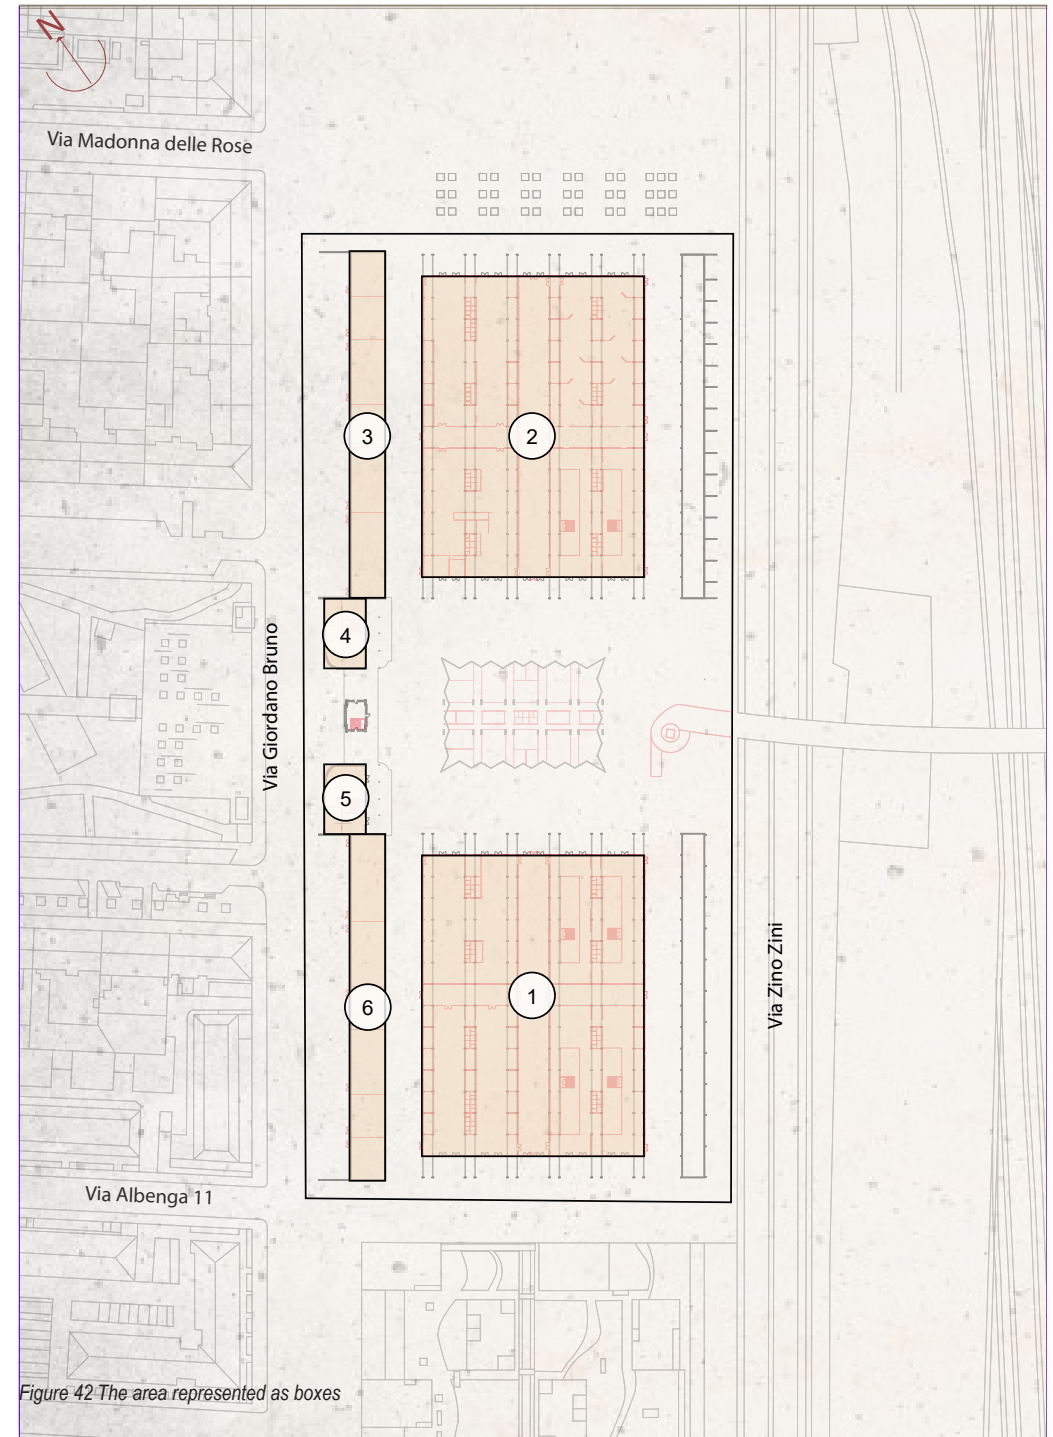 N
Via Madonna delle Rose
3
2
4
Via Giordano Bruno
5
Via Zino Zini
6
1
Via Albenga 11
Figure 42 The area represented as boxes